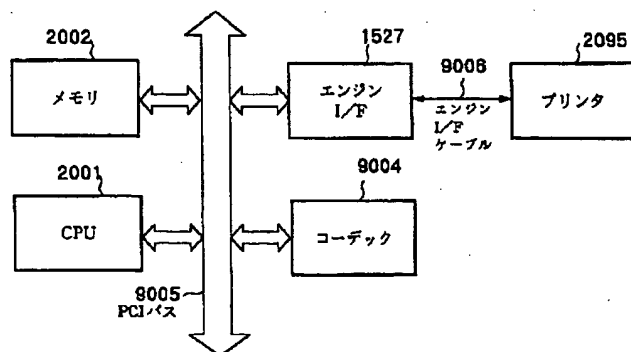 2002
メモリ
1527
エンジン
I/F
9006
エンジン
I/F
ケーブル
2095
プリンタ
2001
CPU
9004
コーデック
9005
PCIバス